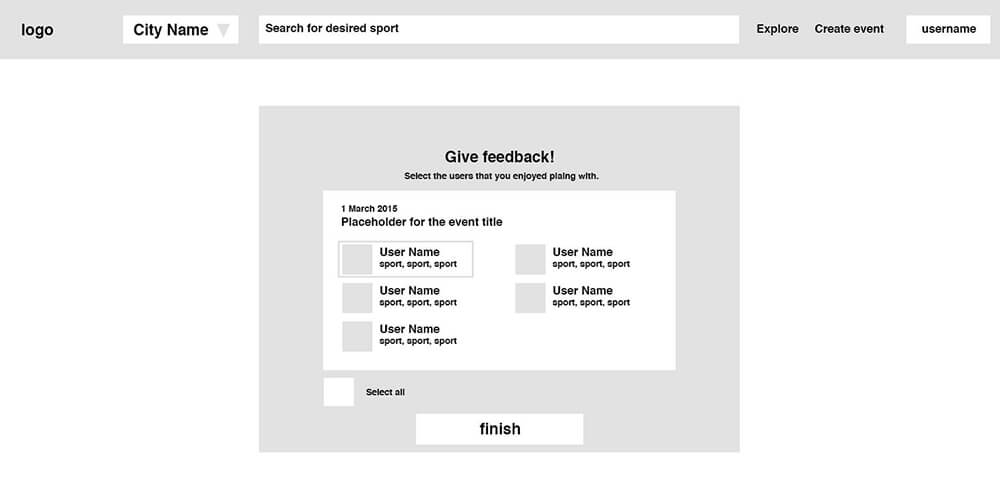 logo
City Name
Search for desired sport
Explore
Create event
username
Give feedback!
Select the users that you enjoyed plaing with.
1 March 2015
Placeholder for the event title
User Name
sport, sport, sport
User Name
sport, sport, sport
User Name
sport, sport, sport
User Name
sport, sport, sport
User Name
sport, sport, sport
Select all
finish